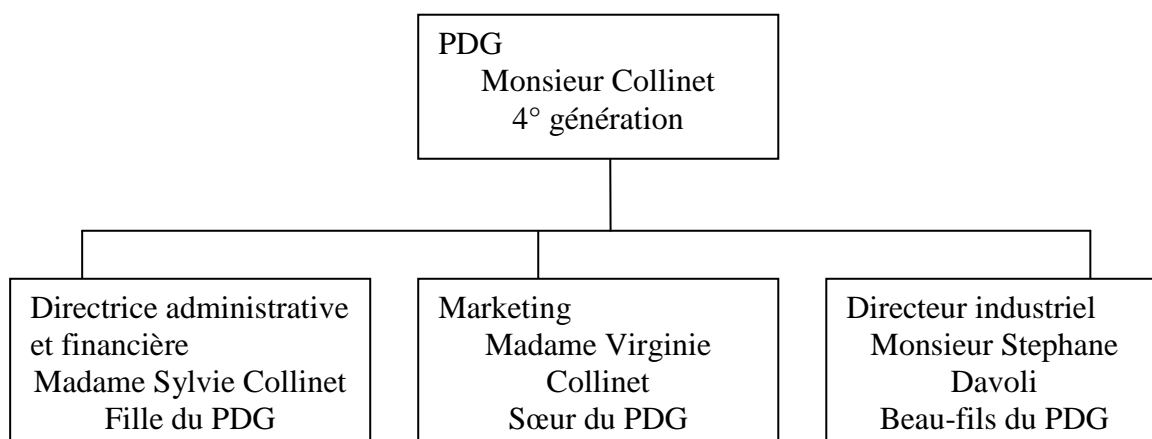 PDG
Monsieur Collinet
4° génération
Directrice administrative
et financière
Madame Sylvie Collinet
Fille du PDG
Marketing
Madame Virginie
Collinet
Sœur du PDG
Directeur industriel
Monsieur Stephane
Davoli
Beau-fils du PDG